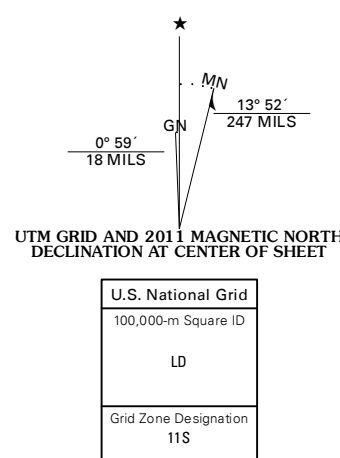 ★
MN
13° 52´
247 MILS
GN
0° 59´
18 MILS
UTM GRID AND 2011 MAGNETIC NORTH
DECLINATION AT CENTER OF SHEET
U.S. National Grid
100,000-m Square ID
LD
Grid Zone Designation
11S